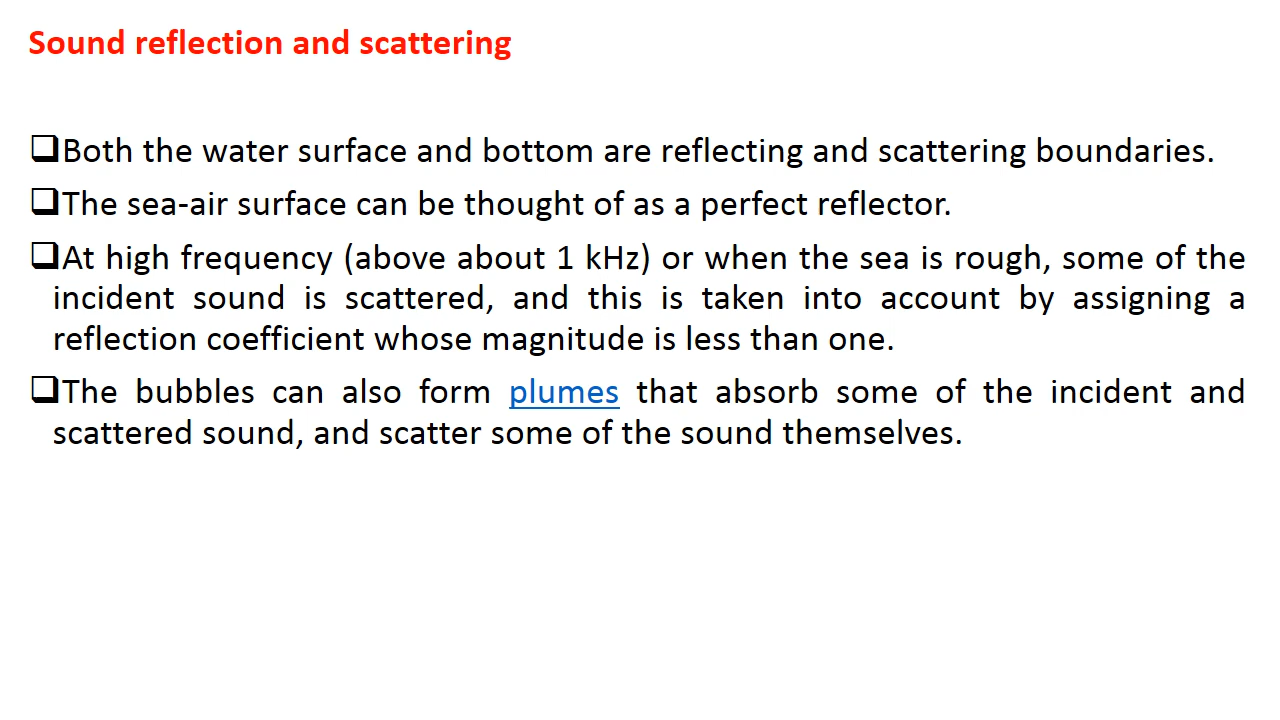 Sound reflection and scattering
❑Both the water surface and bottom are reflecting and scattering boundaries.
❑The sea-air surface can be thought of as a perfect reflector.
❑At high frequency (above about 1 kHz) or when the sea is rough, some of the
incident sound is scattered, and this is taken into account by assigning a
reflection coefficient whose magnitude is less than one.
❑The bubbles can also form plumes that absorb some of the incident and
scattered sound, and scatter some of the sound themselves.